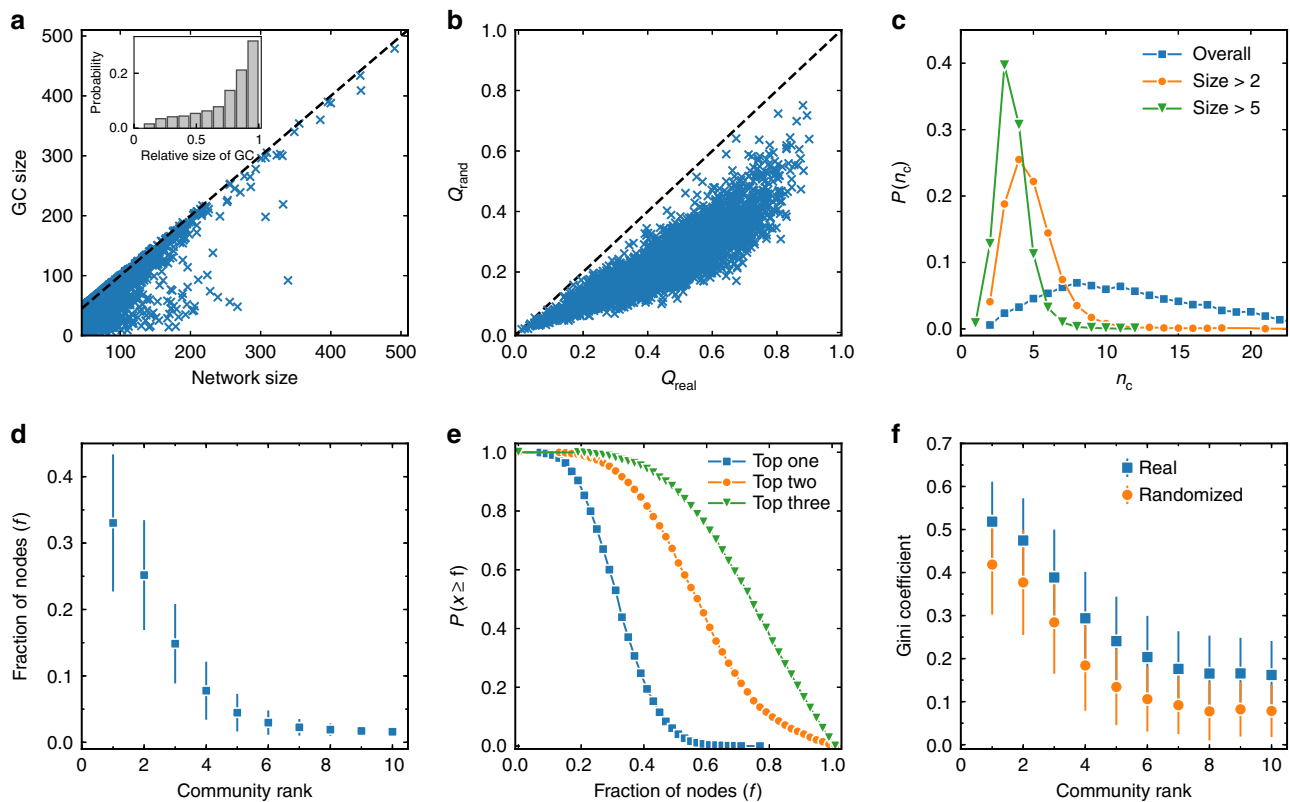 a
500
400
300
200
100
0
GC size
100
200
300
400
500
Network size
Probability
0.2
0.0
0
0.5
1
Relative size of GC
b
1.0
0.8
0.6
0.4
0.2
0.0
Q_rand
0.0
0.2
0.4
0.6
0.8
1.0
Q_real
c
0.4
0.3
0.2
0.1
0.0
P(n_c)
0
5
10
15
20
n_c
Overall
Size > 2
Size > 5
d
0.4
0.3
0.2
0.1
0.0
Fraction of nodes (f)
0
2
4
6
8
10
Community rank
e
1.0
0.8
0.6
0.4
0.2
0.0
P(x ≥ f)
0.0
0.2
0.4
0.6
0.8
1.0
Fraction of nodes (f)
Top one
Top two
Top three
f
0.7
0.6
0.5
0.4
0.3
0.2
0.1
0.0
Gini coefficient
0
2
4
6
8
10
Community rank
Real
Randomized